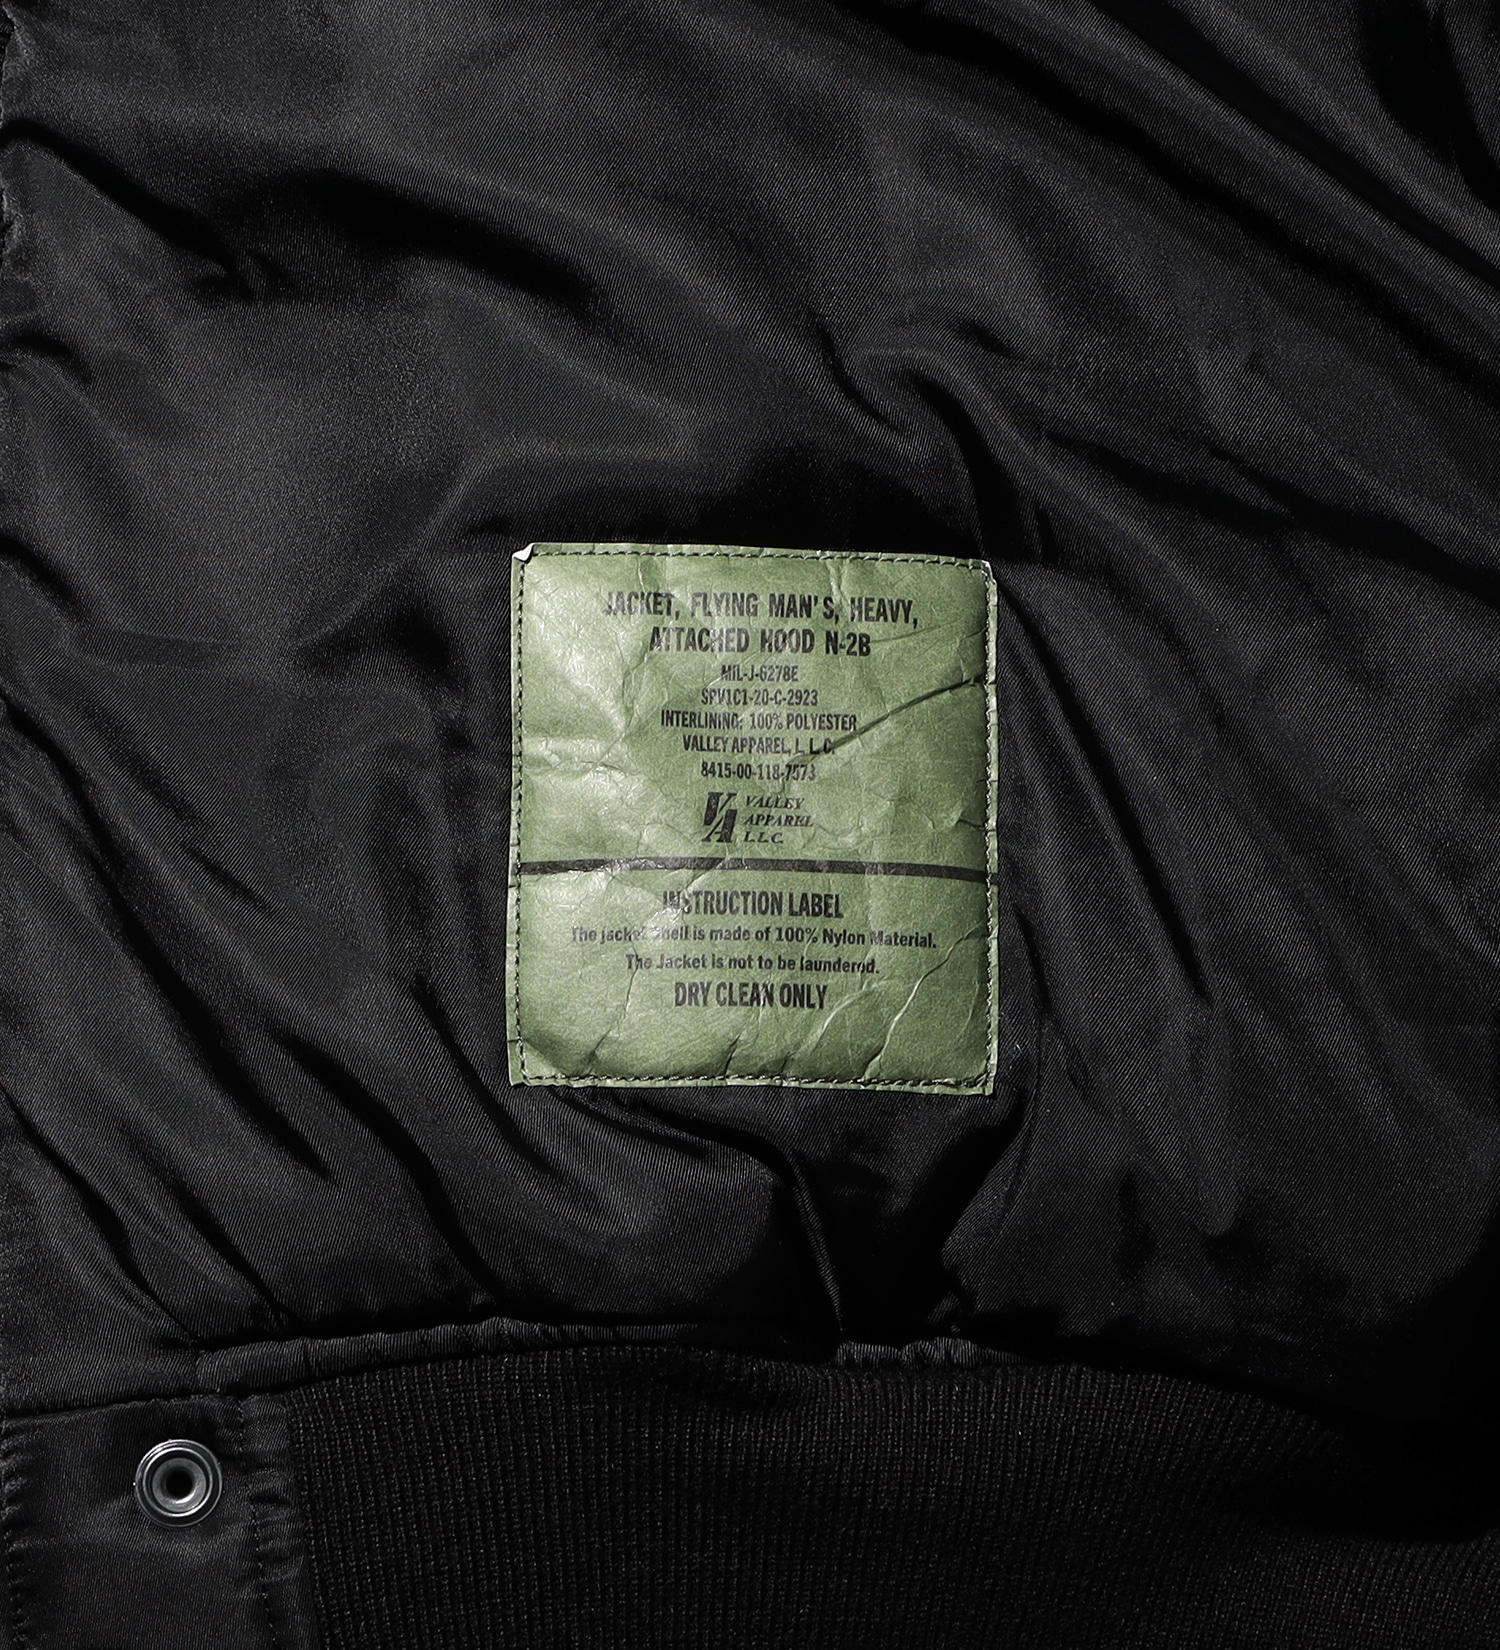 JACKET, FLYING MAN'S, HEAVY,
ATTACHED HOOD N-2B
MIL-J-6278E
SPV1C1-20-C-2923
INTERLINING: 100% POLYESTER
VALLEY APPAREL, L.L.C.
8415-00-118-7573
VA VALLEY
APPAREL
L.L.C.
INSTRUCTION LABEL
The jacket Shell is made of 100% Nylon Material.
The Jacket is not to be laundered.
DRY CLEAN ONLY